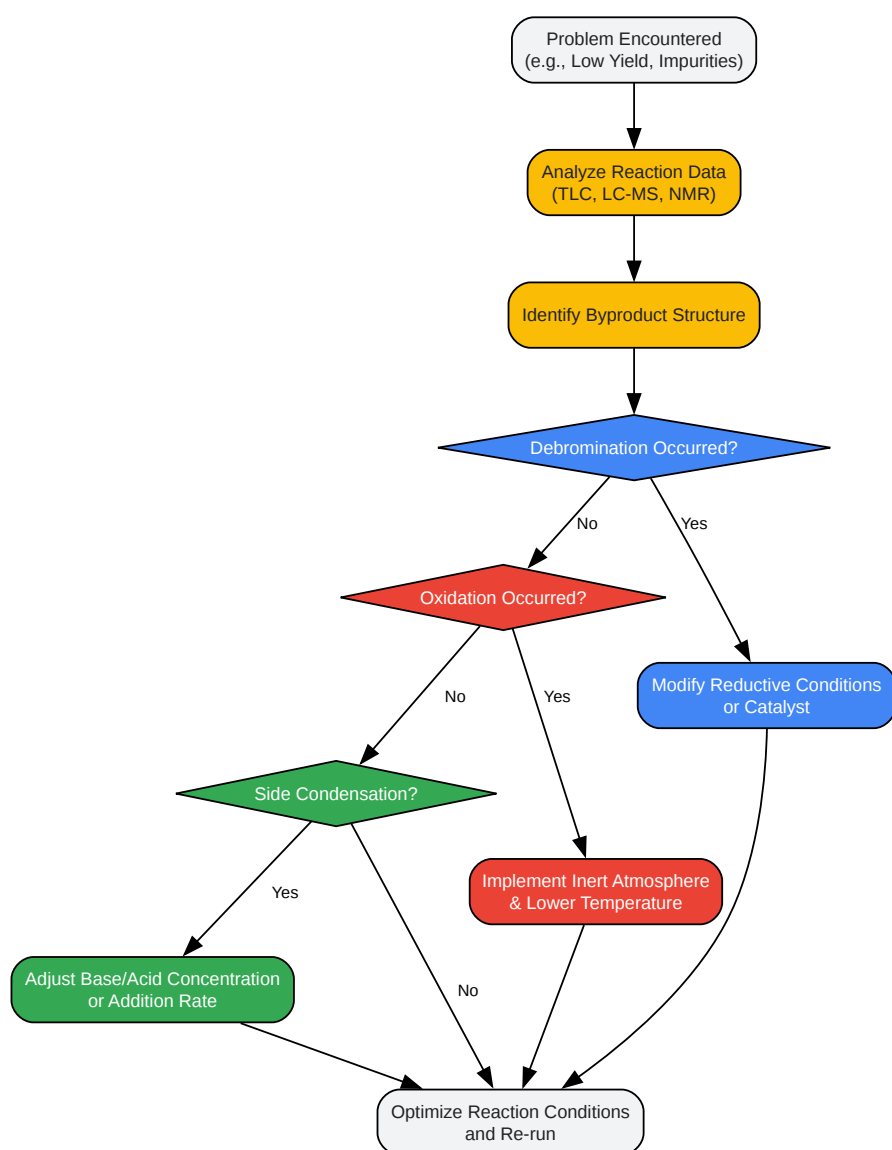 Problem Encountered
(e.g., Low Yield, Impurities)
Analyze Reaction Data
(TLC, LC-MS, NMR)
Identify Byproduct Structure
Debromination Occurred?
No
Yes
Oxidation Occurred?
Modify Reductive Conditions
or Catalyst
No
Yes
Side Condensation?
Implement Inert Atmosphere
& Lower Temperature
Yes
No
Adjust Base/Acid Concentration
or Addition Rate
Optimize Reaction Conditions
and Re-run